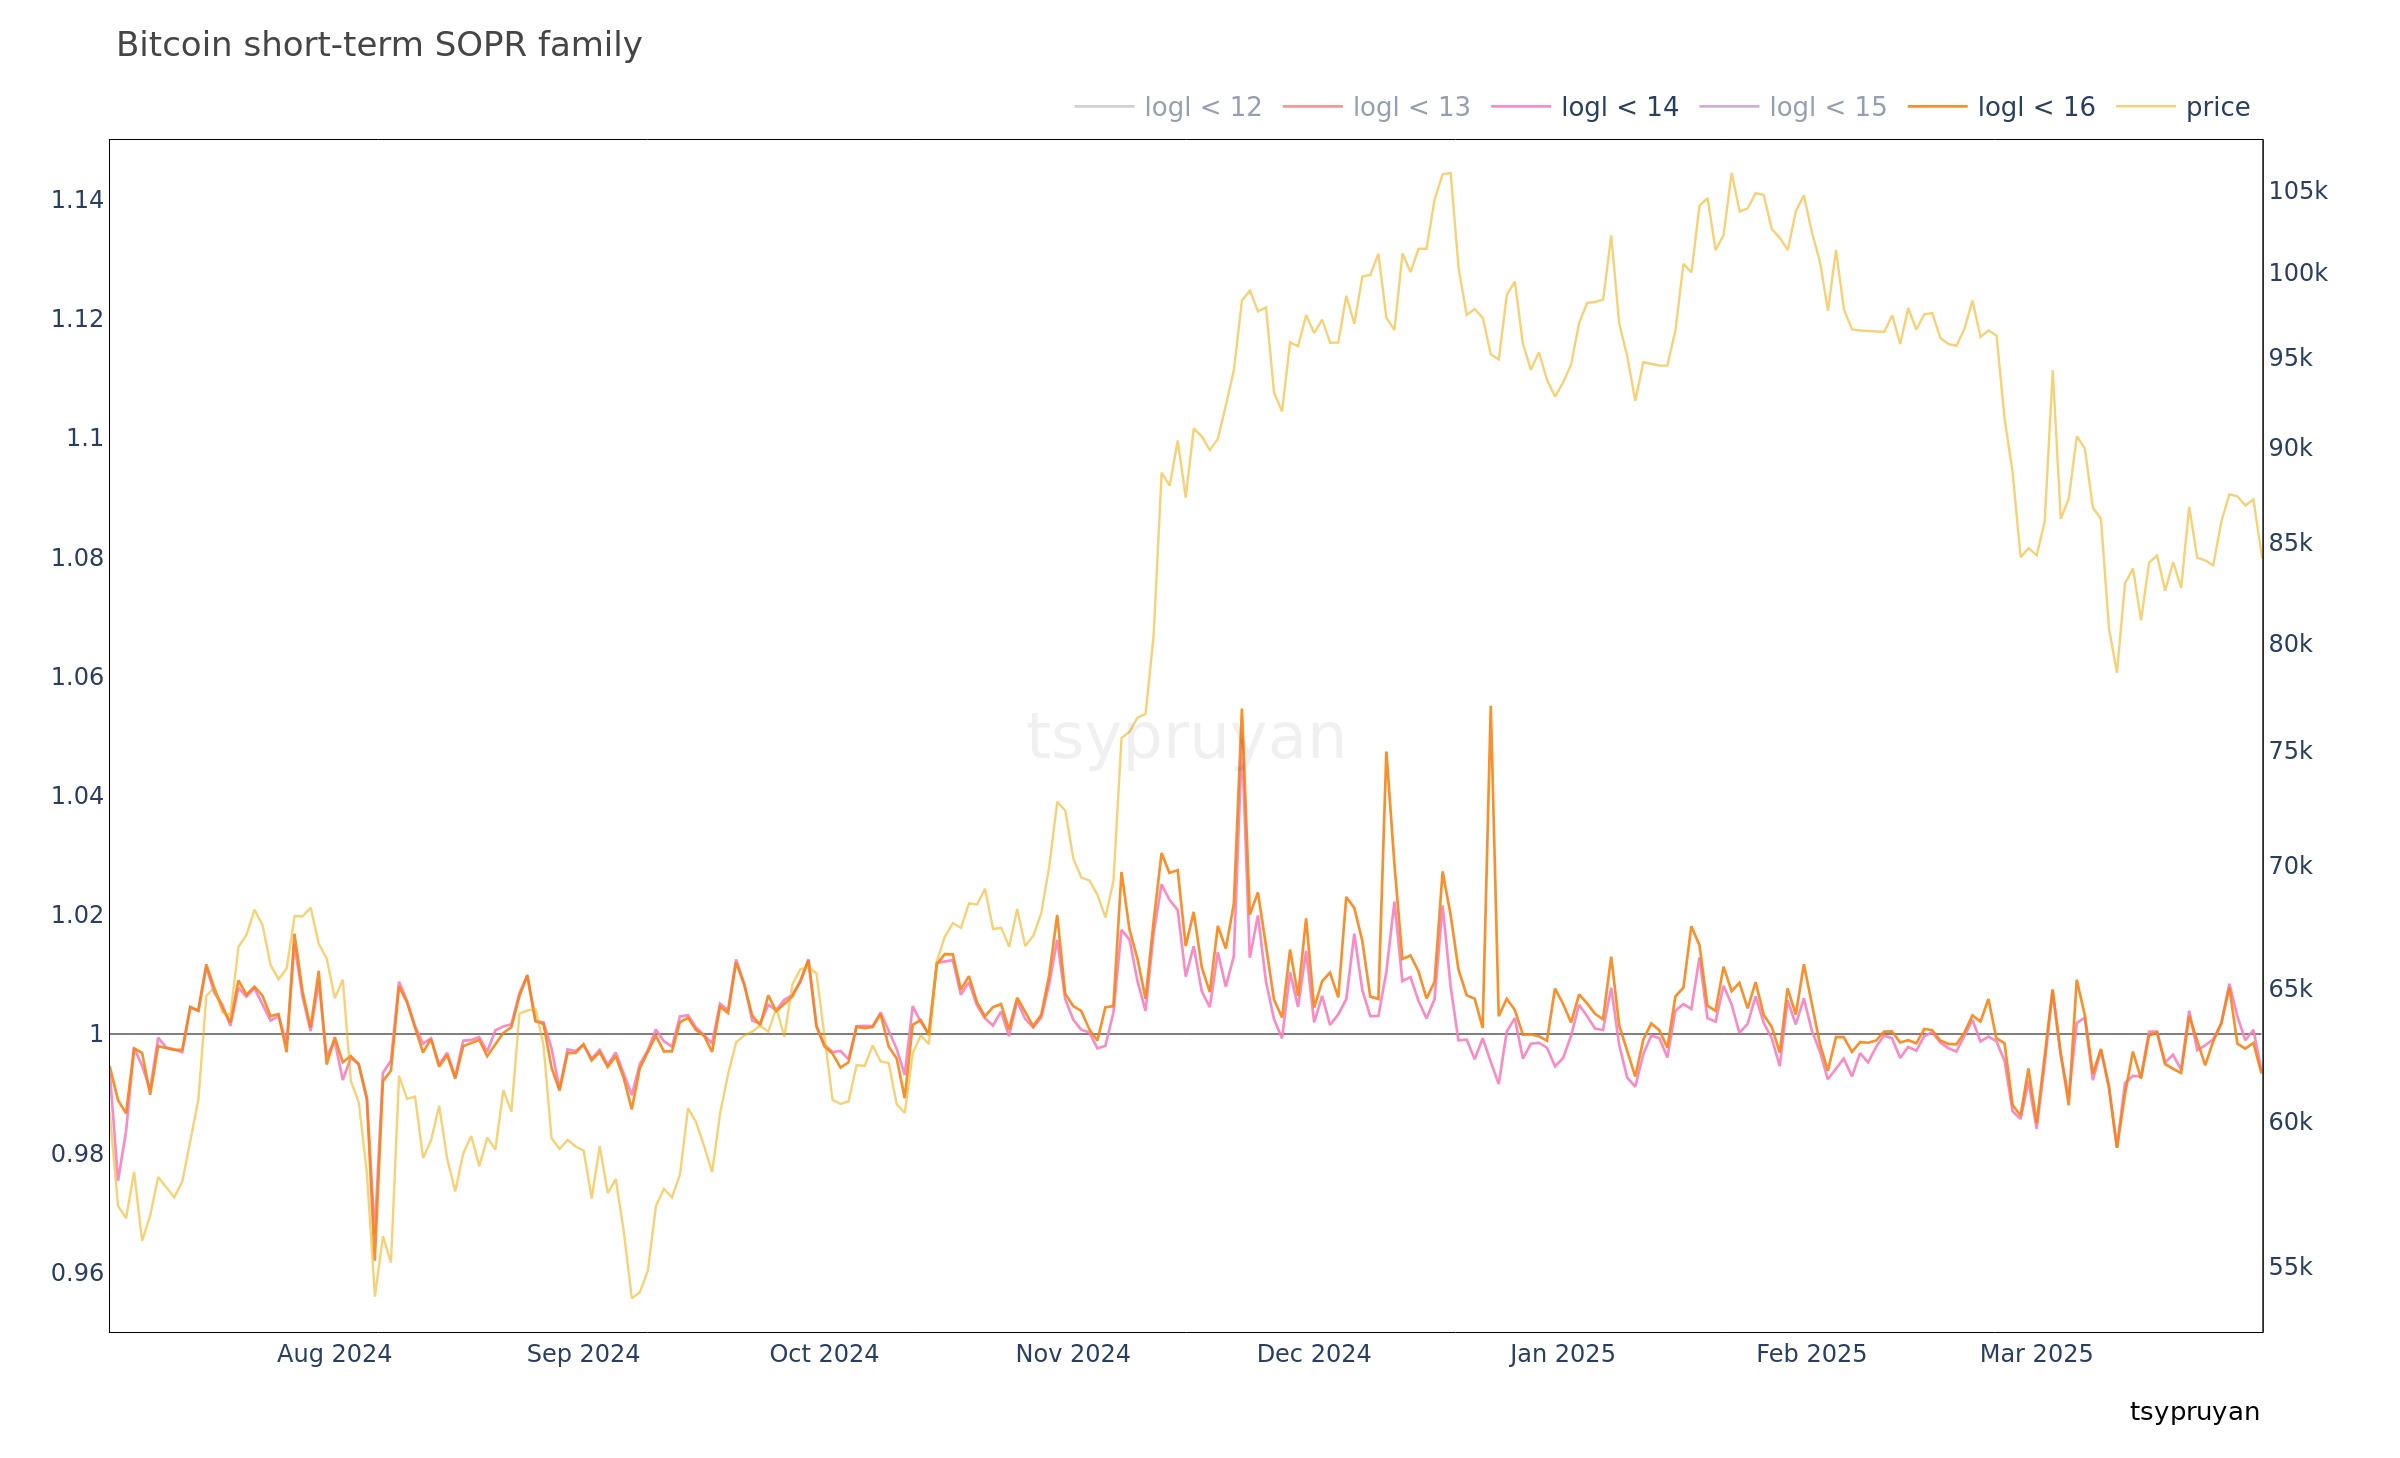 Bitcoin short-term SOPR family
logl < 12 logl < 13 logl < 14 logl < 15 logl < 16 price
1.14
1.12
1.1
1.08
1.06
1.04
1.02
1
0.98
0.96
105k
100k
95k
90k
85k
80k
75k
70k
65k
60k
55k
tsypruyan
Aug 2024 Sep 2024 Oct 2024 Nov 2024 Dec 2024 Jan 2025 Feb 2025 Mar 2025
tsypruyan